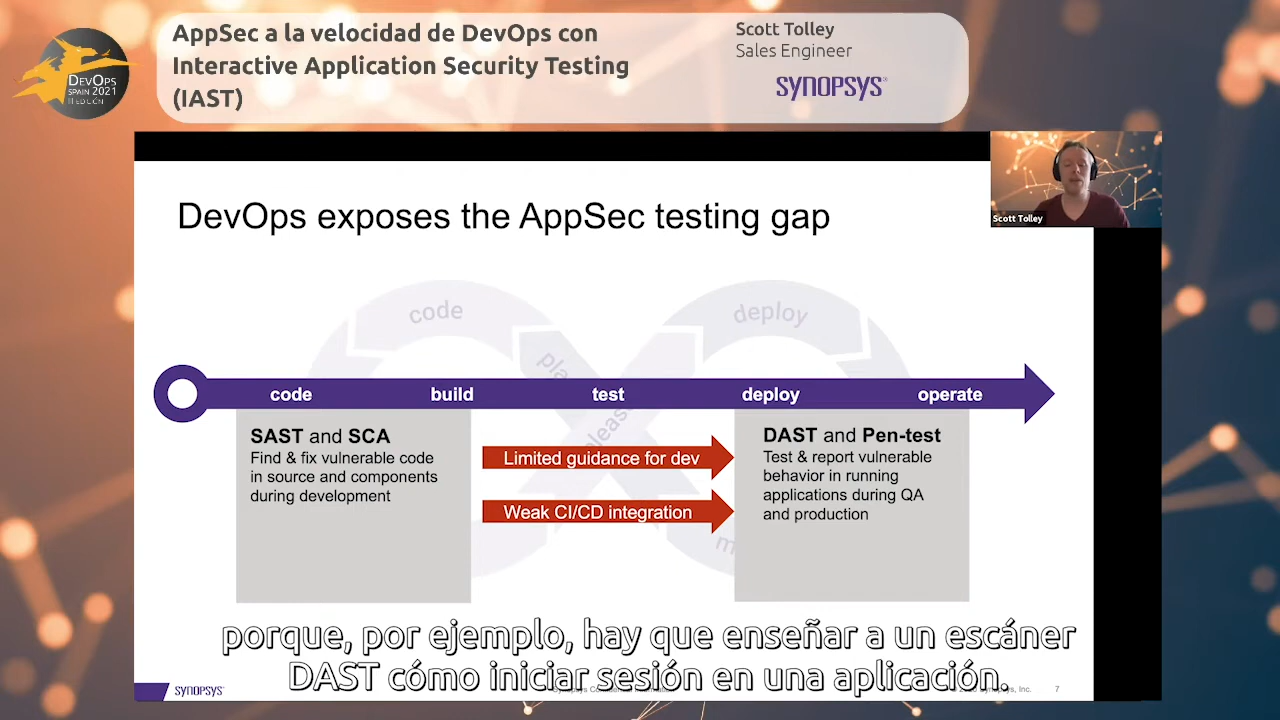 AppSec a la velocidad de DevOps con
Interactive Application Security Testing
(IAST)
Scott Tolley
Sales Engineer
SYNOPSYS®
DEVOPS
SPAIN 2021
II EDICIÓN
Scott Tolley
DevOps exposes the AppSec testing gap
code
deploy
code
build
test
deploy
operate
SAST and SCA
Find & fix vulnerable code
in source and components
during development
Limited guidance for dev
Weak CI/CD integration
DAST and Pen-test
Test & report vulnerable
behavior in running
applications during QA
and production
porque, por ejemplo, hay que enseñar a un escáner
DAST cómo iniciar sesión en una aplicación.
SYNOPSYS®
Synopsys, Inc.
7